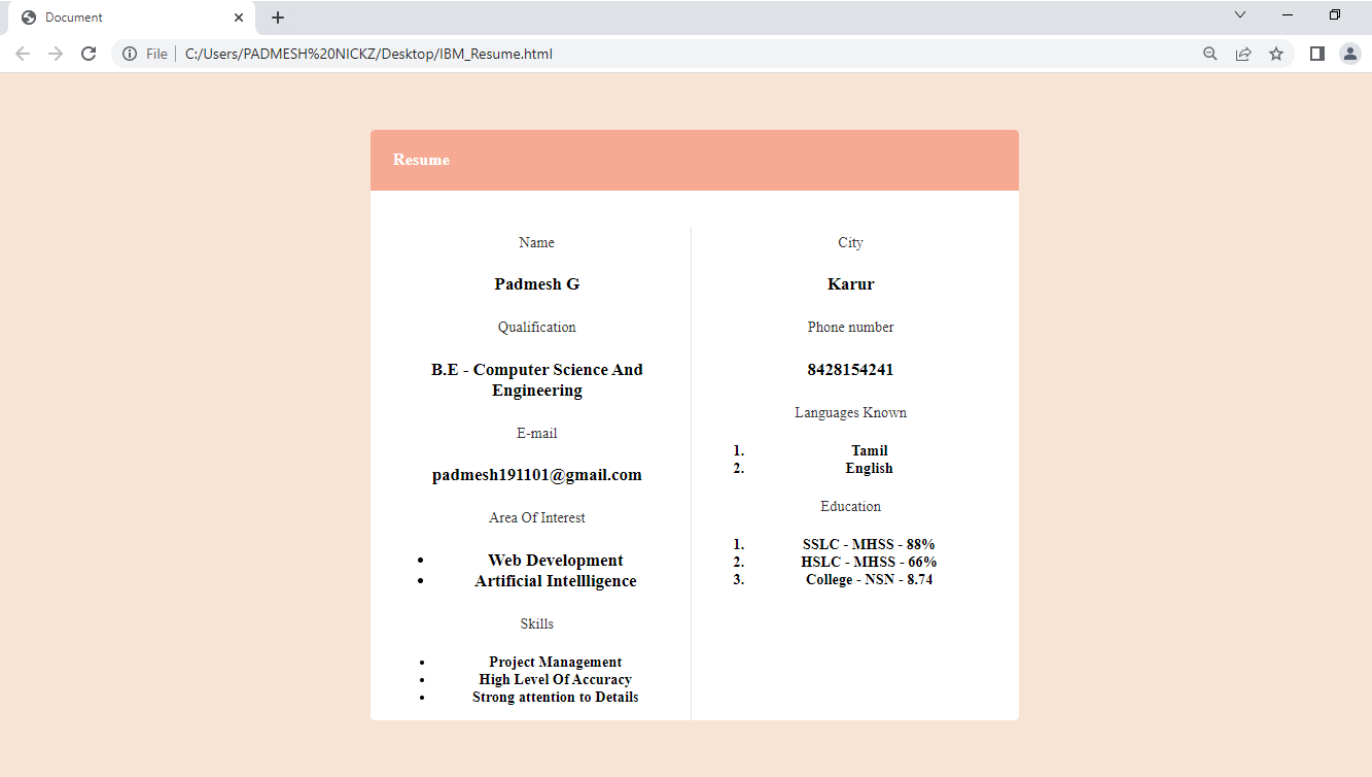 Document
File
C:/Users/PADMESH%20NICKZ/Desktop/IBM_Resume.html
Resume
Name
Padmesh G
Qualification
B.E - Computer Science And
Engineering
E-mail
padmesh191101@gmail.com
Area Of Interest
• Web Development
• Artificial Intellligence
Skills
• Project Management
• High Level Of Accuracy
• Strong attention to Details
City
Karur
Phone number
8428154241
Languages Known
1. Tamil
2. English
Education
1. SSLC - MHSS - 88%
2. HSLC - MHSS - 66%
3. College - NSN - 8.74